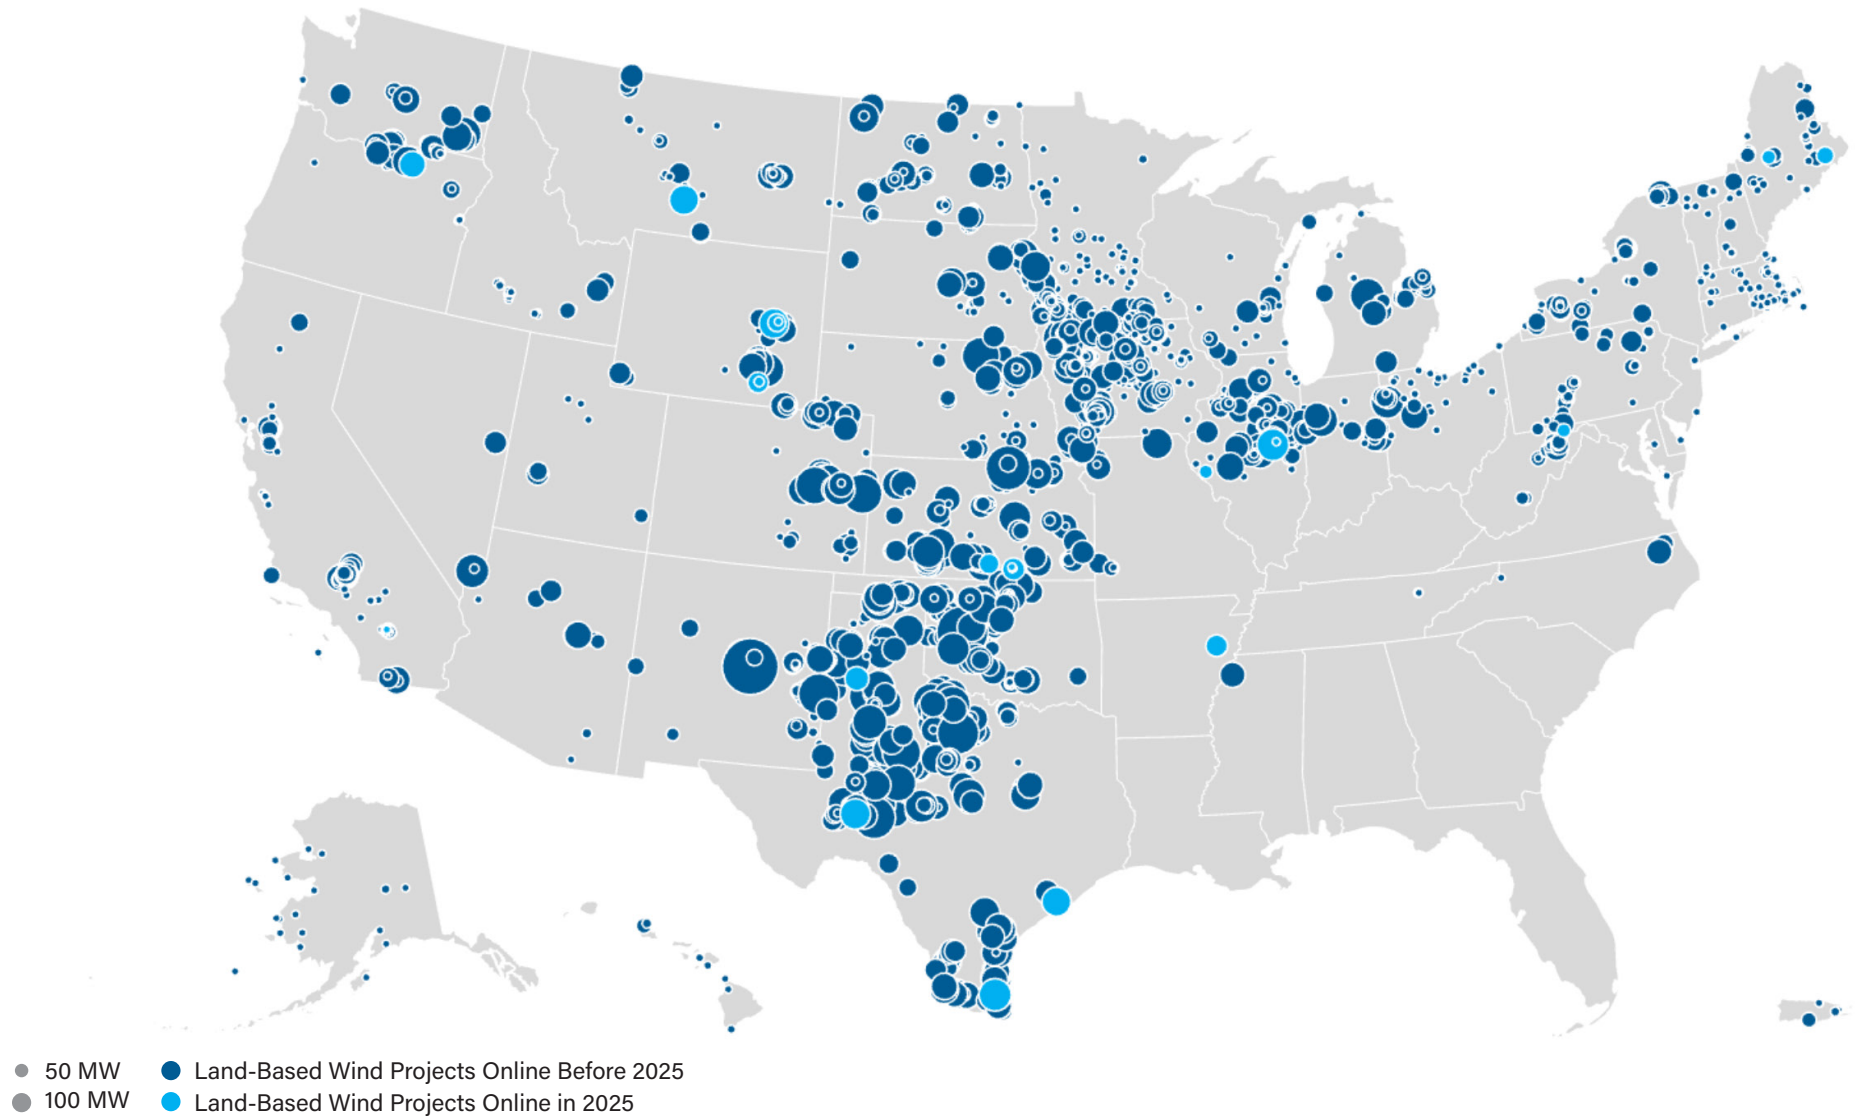 50 MW
Land-Based Wind Projects Online Before 2025
100 MW
Land-Based Wind Projects Online in 2025